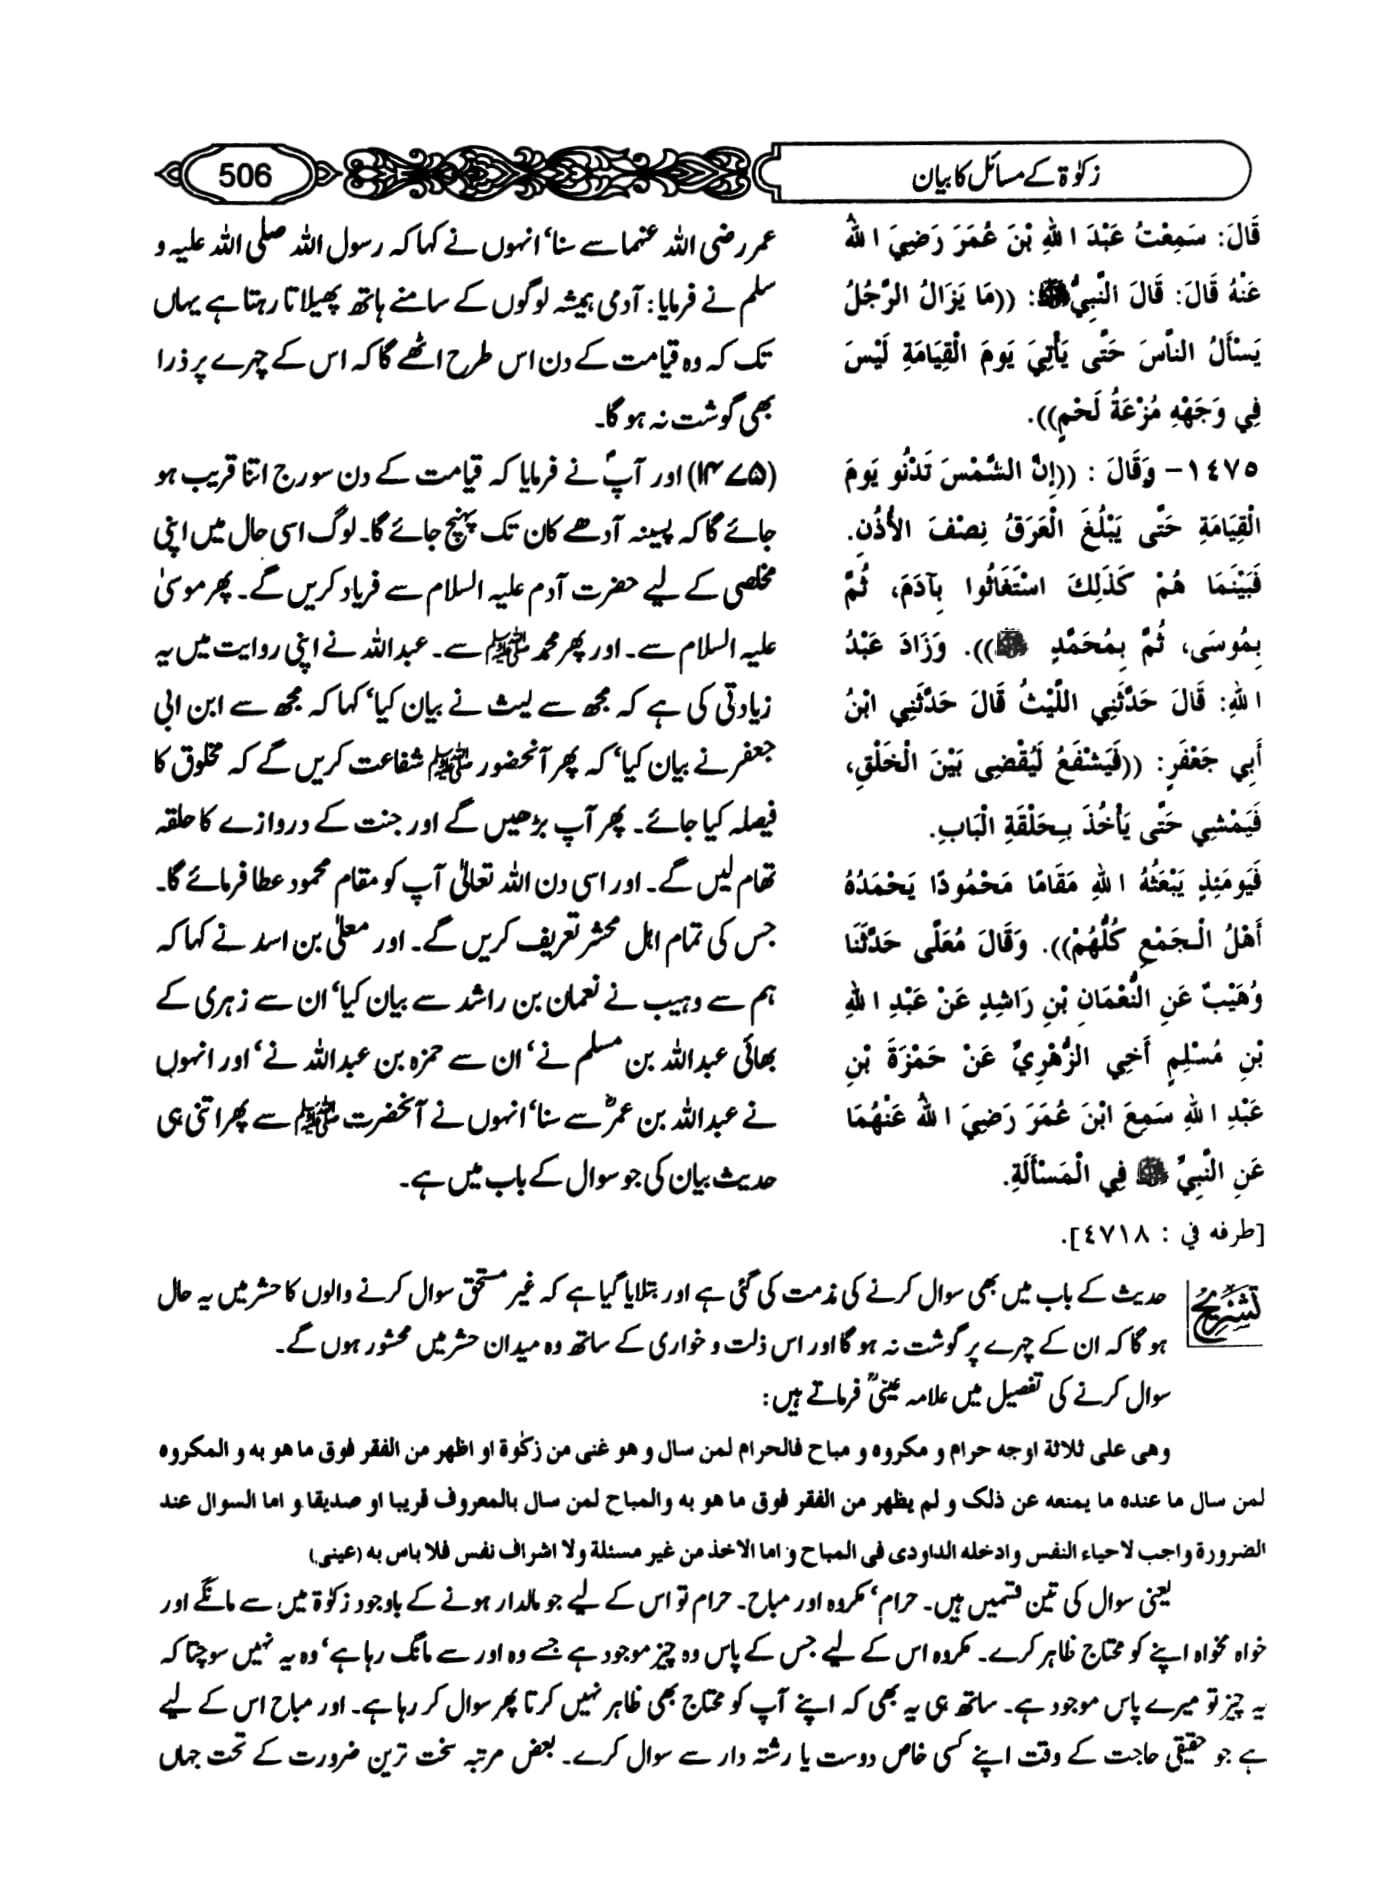 زکوٰۃ کے مسائل کا بیان
506
قَالَ: سَمِعْتُ عَبْدَ اللهِ بْنَ عُمَرَ رَضِيَ اللهُ
عَنْهُ قَالَ: قَالَ النَّبِيُّ ﷺ: ((مَا يَزَالُ الرَّجُلُ
يَسْأَلُ النَّاسَ حَتَّى يَأْتِيَ يَومَ الْقِيَامَةِ لَيْسَ
فِي وَجْهِهِ مُزْعَةُ لَحْمٍ)).
١٤٧٥- وَقَالَ : ((إِنَّ الشَّمْسَ تَدْنُو يَومَ
الْقِيَامَةِ حَتَّى يَبْلُغَ الْعَرَقُ نِصْفَ الأُذُنِ.
فَبَيْنَمَا هُمْ كَذَلِكَ اسْتَغَاثُوا بِآدَمَ، ثُمَّ
بِمُوسَى، ثُمَّ بِمُحَمَّدٍ ﷺ)). وَزَادَ عَبْدُ
اللهِ: قَالَ حَدَّثَنِي اللَّيْثُ قَالَ حَدَّثَنِي ابْنُ
أَبِي جَعْفَرٍ: ((فَيَشْفَعُ لِيُقْضَى بَيْنَ الْخَلْقِ،
فَيَمْشِي حَتَّى يَأْخُذَ بِحَلْقَةِ الْبَابِ.
فَيَومَئِذٍ يَبْعَثُهُ اللهِ مَقَامًا مَحْمُودًا يَحْمَدُهُ
أَهْلُ الْجَمْعِ كُلُّهُمْ)). وَقَالَ مُعَلًّى حَدَّثَنَا
وُهَيْبٌ عَنِ النُّعْمَانِ بْنِ رَاشِدٍ عَنْ عَبْدِ اللهِ
بْنِ مُسْلِمٍ أَخِي الزُّهْرِيِّ عَنْ حَمْزَةَ بْنِ
عَبْدِ اللهِ سَمِعَ ابْنَ عُمَرَ رَضِيَ اللهُ عَنْهُمَا
عَنِ النَّبِيِّ ﷺ فِي الْمَسْأَلَةِ.
[طرفه في : ٤٧١٨].
عمر رضی اللہ عنہما سے سنا' انہوں نے کہا کہ رسول اللہ صلی اللہ علیہ و
سلم نے فرمایا: آدمی ہمیشہ لوگوں کے سامنے ہاتھ پھیلاتا رہتا ہے یہاں
تک کہ وہ قیامت کے دن اس طرح اٹھے گا کہ اس کے چہرے پر ذرا
بھی گوشت نہ ہو گا۔
(۱۴۷۵) اور آپؐ نے فرمایا کہ قیامت کے دن سورج اتنا قریب ہو
جائے گا کہ پسینہ آدھے کان تک پہنچ جائے گا۔ لوگ اسی حال میں اپنی
مخلصی کے لیے حضرت آدم علیہ السلام سے فریاد کریں گے۔ پھر موسیٰ
علیہ السلام سے۔ اور پھر محمد ﷺ سے۔ عبداللہ نے اپنی روایت میں یہ
زیادتی کی ہے کہ مجھ سے لیث نے بیان کیا' کہا کہ مجھ سے ابن ابی
جعفر نے بیان کیا' کہ پھر آنحضور ﷺ شفاعت کریں گے کہ مخلوق کا
فیصلہ کیا جائے۔ پھر آپ بڑھیں گے اور جنت کے دروازے کا حلقہ
تھام لیں گے۔ اور اسی دن اللہ تعالیٰ آپ کو مقام محمود عطا فرمائے گا۔
جس کی تمام اہل محشر تعریف کریں گے۔ اور معلیٰ بن اسد نے کہا کہ
ہم سے وہیب نے نعمان بن راشد سے بیان کیا' ان سے زہری کے
بھائی عبداللہ بن مسلم نے' ان سے حمزہ بن عبداللہ نے' اور انہوں
نے عبداللہ بن عمرؓ سے سنا' انہوں نے آنحضرت ﷺ سے پھر اتنی ہی
حدیث بیان کی جو سوال کے باب میں ہے۔
تشریح
حدیث کے باب میں بھی سوال کرنے کی مذمت کی گئی ہے اور بتلایا گیا ہے کہ غیر مستحق سوال کرنے والوں کا حشر میں یہ حال
ہو گا کہ ان کے چہرے پر گوشت نہ ہو گا اور اس ذلت و خواری کے ساتھ وہ میدان حشر میں محشور ہوں گے۔
سوال کرنے کی تفصیل میں علامہ عینیؒ فرماتے ہیں:
وهی علی ثلاثة اوجه حرام و مکروه و مباح فالحرام لمن سال و هو غنی من زکوٰة او اظهر من الفقر فوق ما هو به و المکروه
لمن سال ما عنده ما یمنعه عن ذلک و لم یظهر من الفقر فوق ما هو به والمباح لمن سال بالمعروف قریبا او صدیقا و اما السوال عند
الضرورة واجب لاحیاء النفس وادخله الداودی فی المباح و اما الاخذ من غیر مسئلة ولا اشراف نفس فلا باس به (عینی)
یعنی سوال کی تین قسمیں ہیں۔ حرام' مکروہ اور مباح۔ حرام تو اس کے لیے جو مالدار ہونے کے باوجود زکوٰۃ میں سے مانگے اور
خواہ مخواہ اپنے کو محتاج ظاہر کرے۔ مکروہ اس کے لیے جس کے پاس وہ چیز موجود ہے جسے وہ اور سے مانگ رہا ہے' وہ یہ نہیں سوچتا کہ
یہ چیز تو میرے پاس موجود ہے۔ ساتھ ہی یہ بھی کہ اپنے آپ کو محتاج بھی ظاہر نہیں کرتا پھر سوال کر رہا ہے۔ اور مباح اس کے لیے
ہے جو حقیقی حاجت کے وقت اپنے کسی خاص دوست یا رشتہ دار سے سوال کرے۔ بعض مرتبہ سخت ترین ضرورت کے تحت جہاں